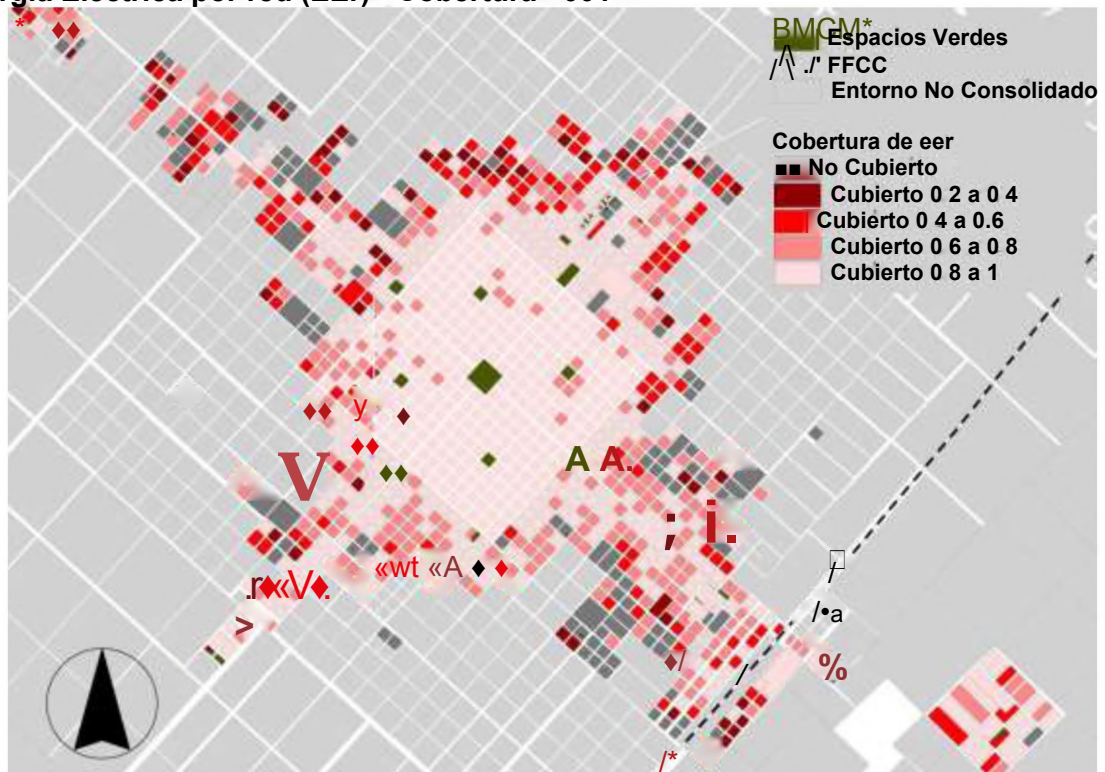 BMCM*
Espacios Verdes
/\ ./' FFCC
Entorno No Consolidado
Cobertura de eer
■■ No Cubierto
Cubierto 0 2 a 0 4
Cubierto 0 4 a 0.6
Cubierto 0 6 a 0 8
Cubierto 0 8 a 1
*
♦♦
♦♦ y ♦
♦♦
V ♦♦ A A.
; i.
«wt «A ♦ ♦
.r♦«V♦.
>
/
/•a
♦/ / %
/*